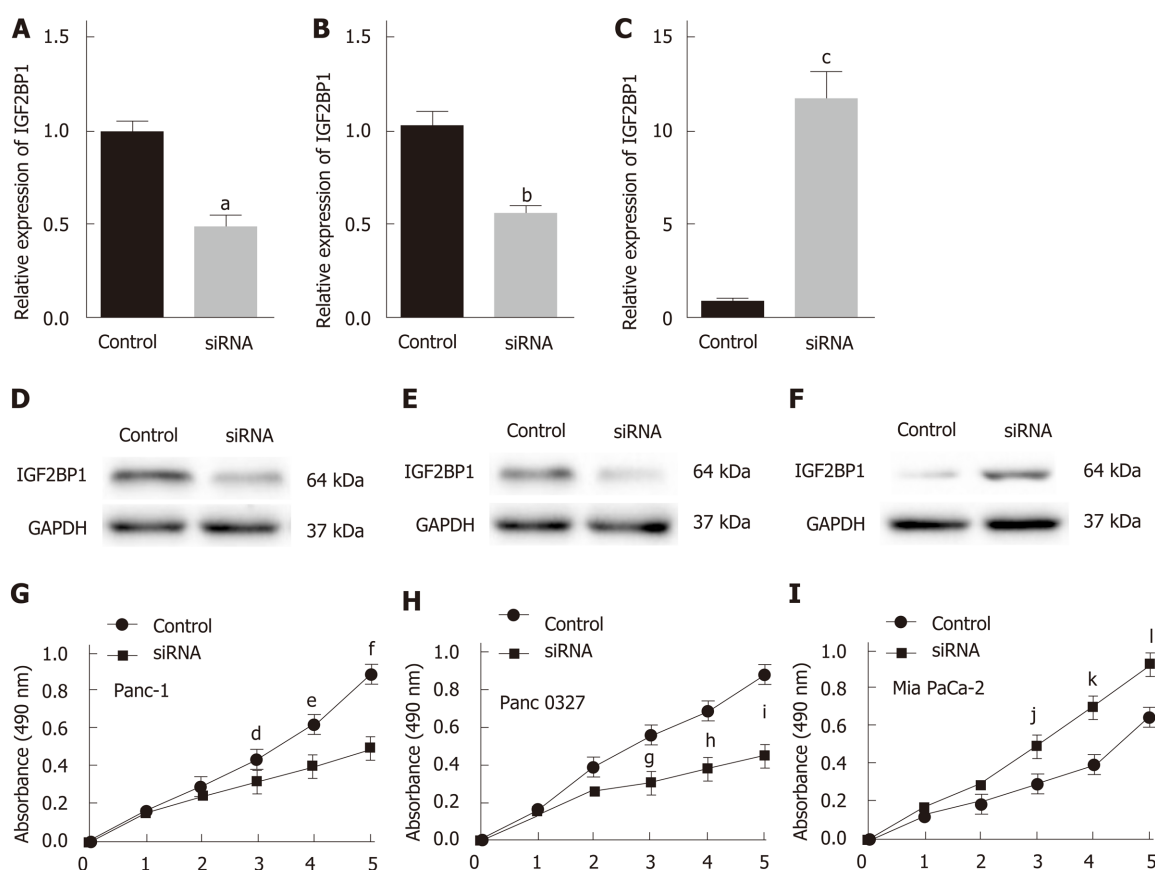 A
1.5
1.0
0.5
0.0
Relative expression of IGF2BP1
a
Control
siRNA
B
1.5
1.0
0.5
0.0
Relative expression of IGF2BP1
b
Control
siRNA
C
15
10
5
0
Relative expression of IGF2BP1
c
Control
siRNA
D
Control siRNA
IGF2BP1 64 kDa
GAPDH 37 kDa
E
Control siRNA
IGF2BP1 64 kDa
GAPDH 37 kDa
F
Control siRNA
IGF2BP1 64 kDa
GAPDH 37 kDa
G
Control
siRNA
Panc-1
Absorbance (490 nm)
1.0
0.8
0.6
0.4
0.2
0.0
d
e
f
0 1 2 3 4 5
H
Control
siRNA
Panc 0327
Absorbance (490 nm)
1.0
0.8
0.6
0.4
0.2
0.0
g
h
i
0 1 2 3 4 5
I
Control
siRNA
Mia PaCa-2
Absorbance (490 nm)
1.0
0.8
0.6
0.4
0.2
0.0
j
k
l
0 1 2 3 4 5